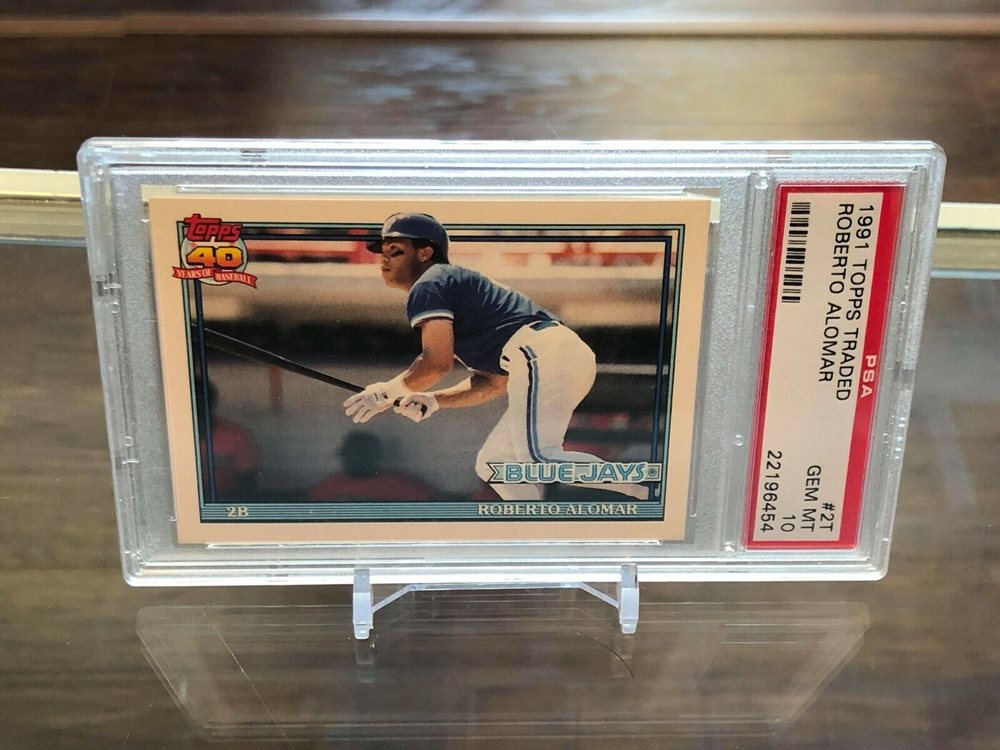 topps
40
YEARS OF BASEBALL
BLUE JAYS®
2B
ROBERTO ALOMAR
1991 TOPPS TRADED #2T
ROBERTO ALOMAR GEM MT
10
PSA 22196454